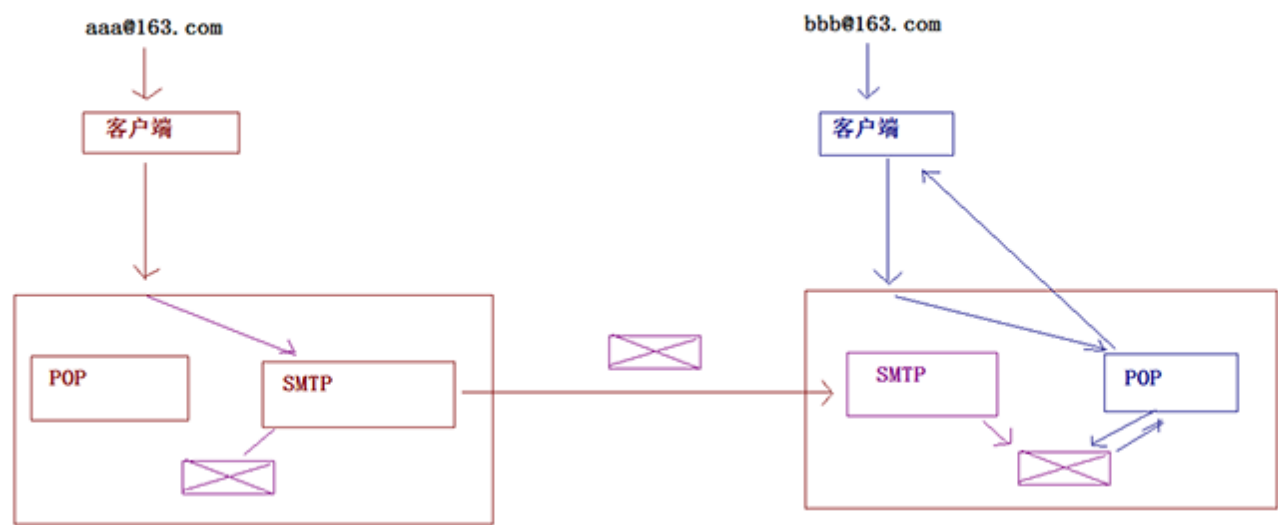 aaa@163.com
bbb@163.com
客户端
客户端
POP
SMTP
SMTP
POP